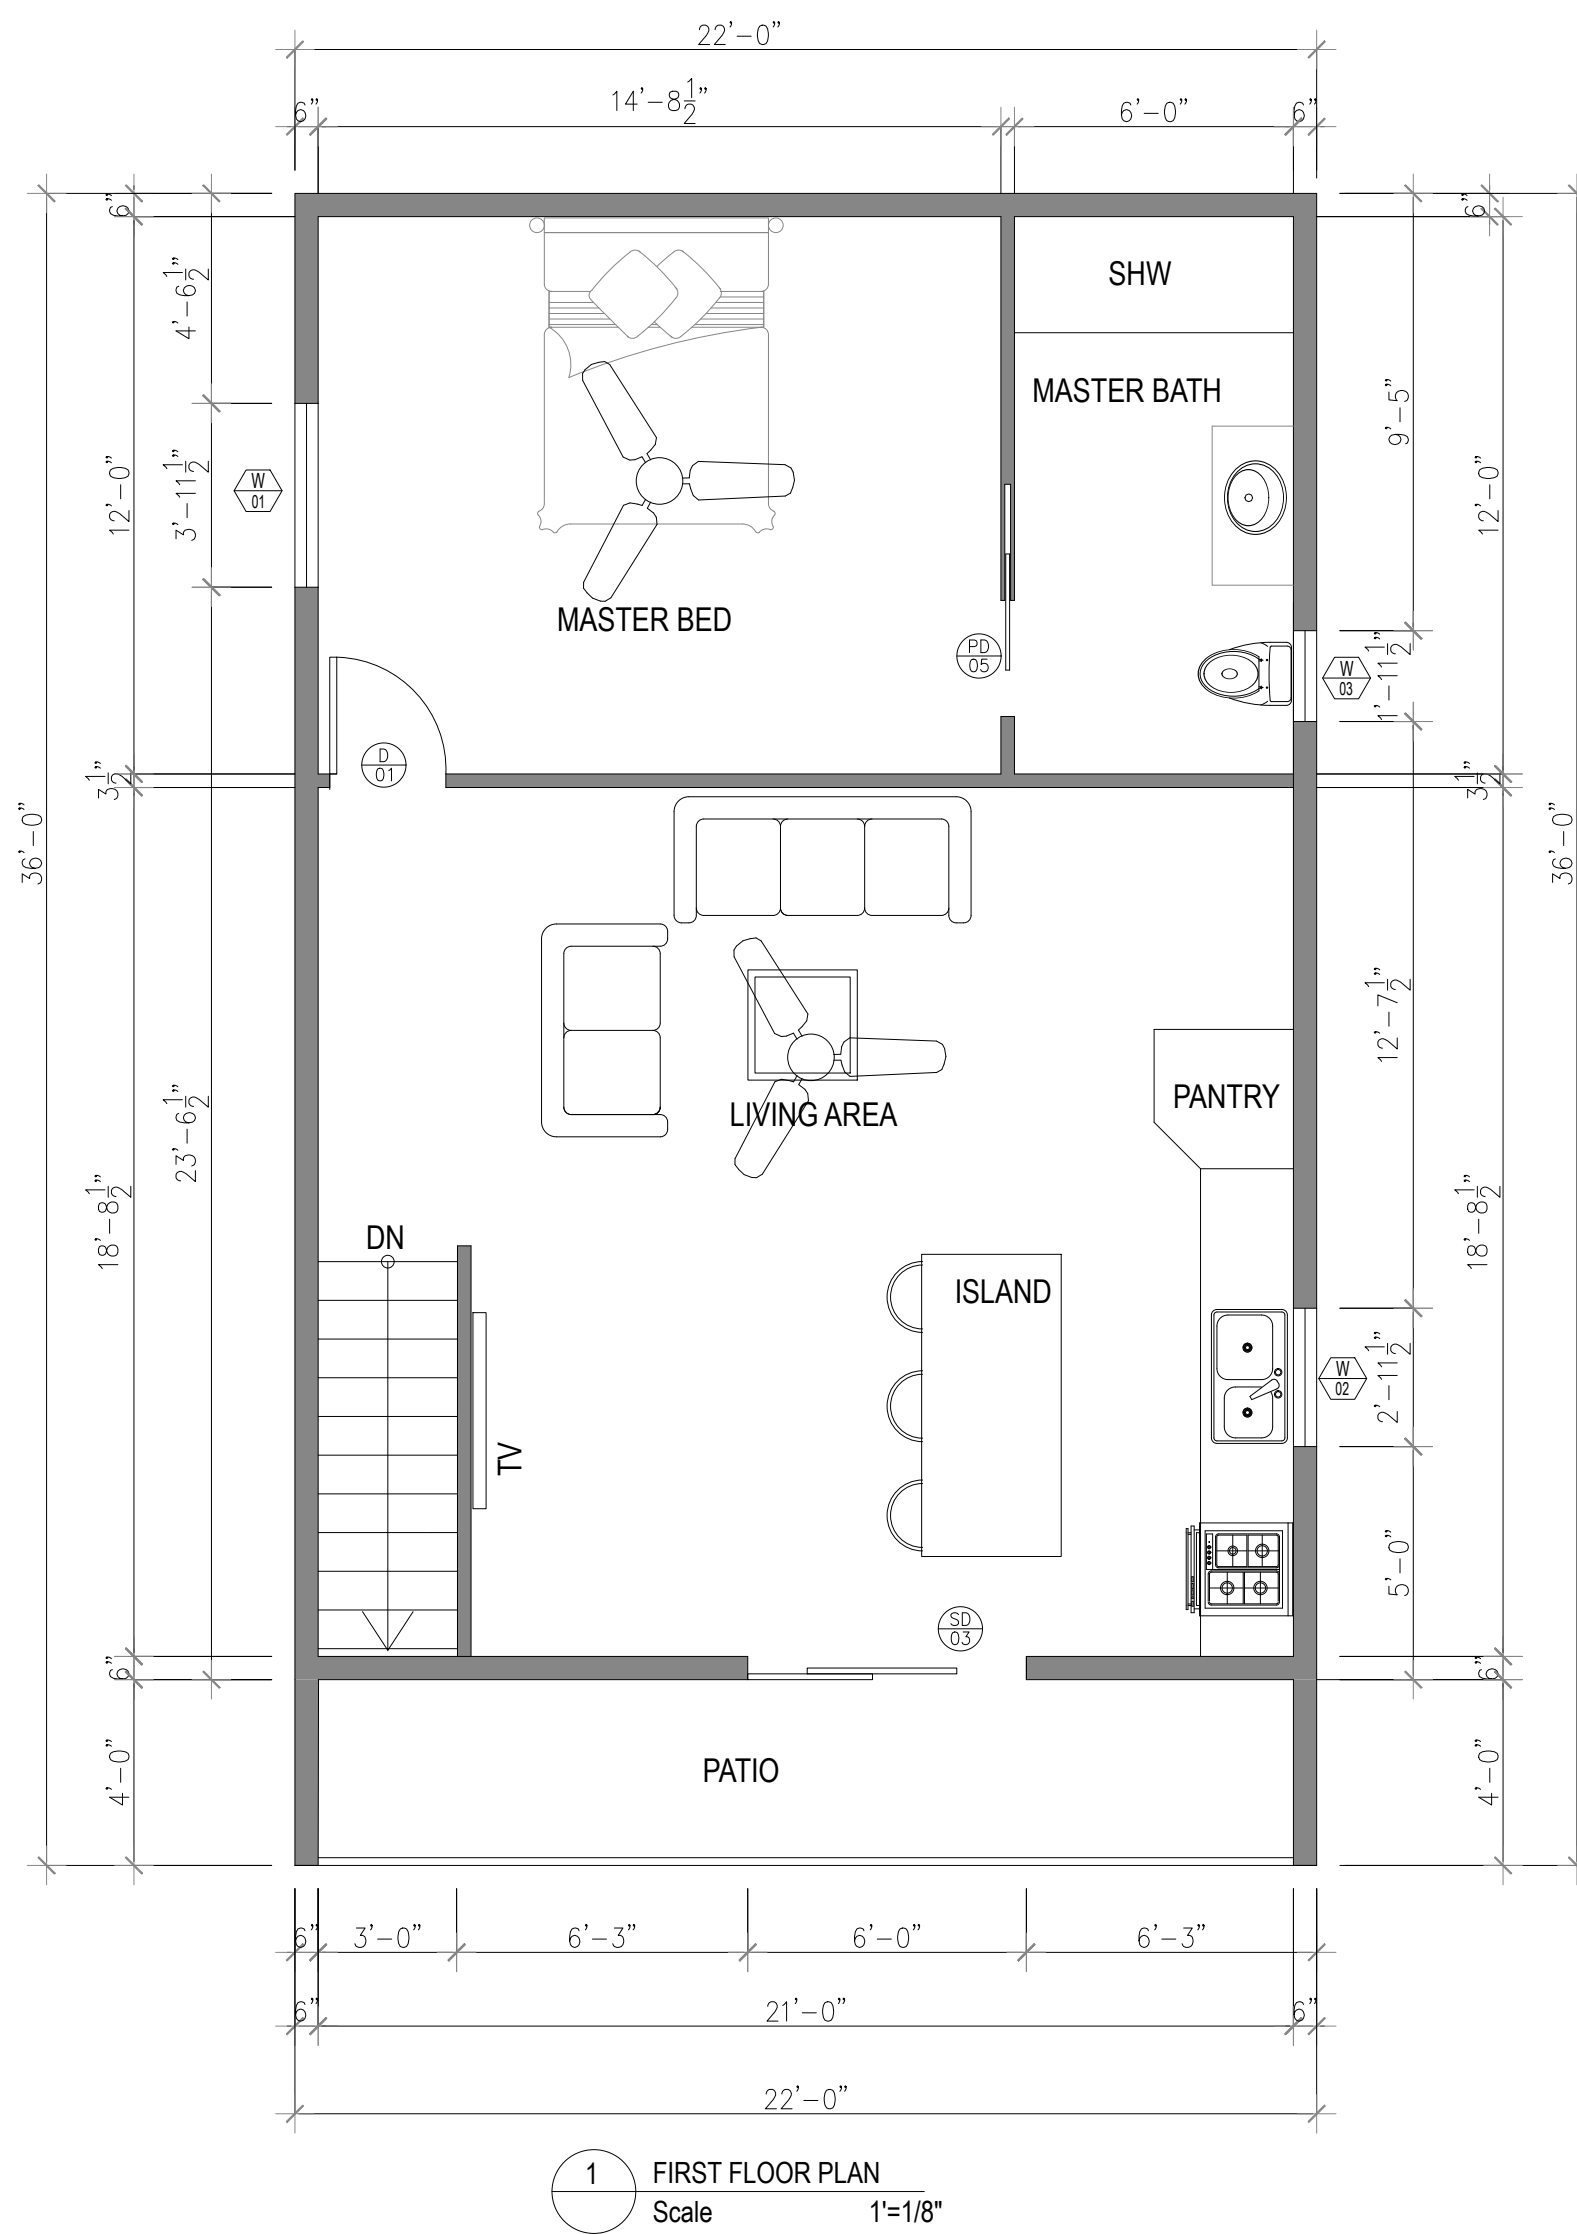 22'-0"
6"
14'-8 1/2"
6'-0"
6"
6"
6"
4'-6 1/2"
SHW
MASTER BATH
9'-5"
12'-0"
3'-11 1/2"
W
01
12'-0"
MASTER BED
PD
05
W
03
1'-11 1/2"
D
01
3 1/2"
3 1/2"
36'-0"
36'-0"
12'-7 1/2"
PANTRY
LIVING AREA
23'-6 1/2"
18'-8 1/2"
18'-8 1/2"
DN
ISLAND
W
02
2'-11 1/2"
TV
5'-0"
SD
03
6"
6"
PATIO
4'-0"
4'-0"
6"
3'-0"
6'-3"
6'-0"
6'-3"
6"
21'-0"
6"
22'-0"
1
FIRST FLOOR PLAN
Scale 1'=1/8"